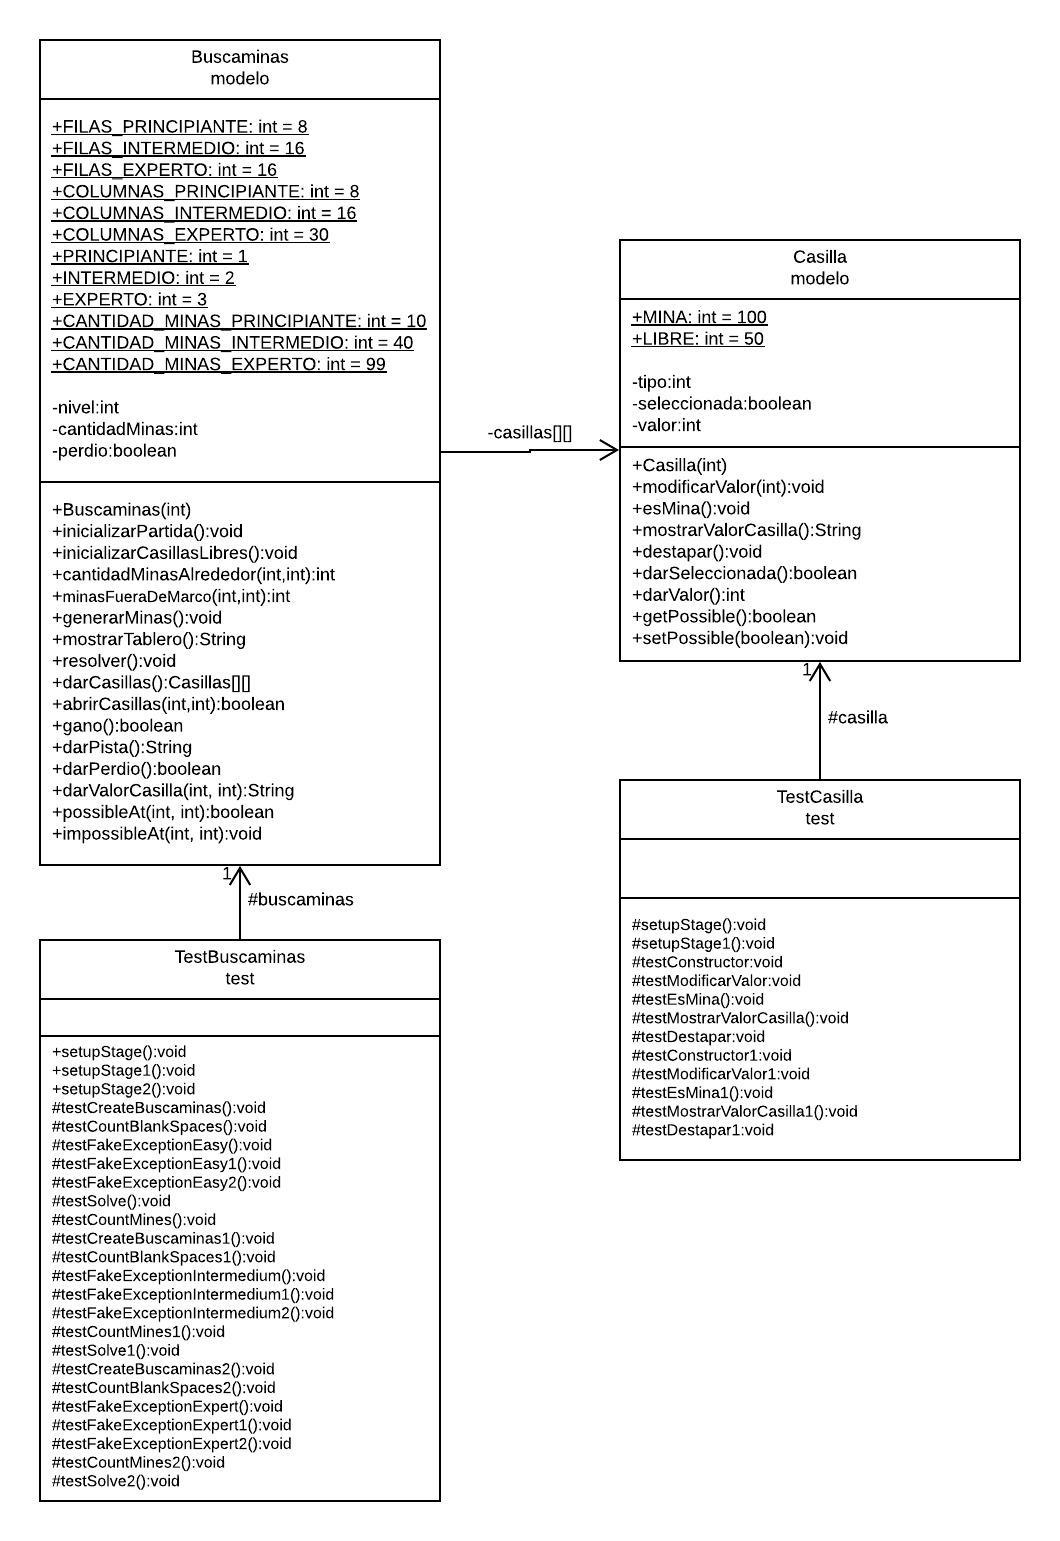 Buscaminas
modelo
+FILAS_PRINCIPIANTE: int = 8
+FILAS_INTERMEDIO: int = 16
+FILAS_EXPERTO: int = 16
+COLUMNAS_PRINCIPIANTE: int = 8
+COLUMNAS_INTERMEDIO: int = 16
+COLUMNAS_EXPERTO: int = 30
+PRINCIPIANTE: int = 1
+INTERMEDIO: int = 2
+EXPERTO: int = 3
+CANTIDAD_MINAS_PRINCIPIANTE: int = 10
+CANTIDAD_MINAS_INTERMEDIO: int = 40
+CANTIDAD_MINAS_EXPERTO: int = 99
-nivel:int
-cantidadMinas:int
-perdio:boolean
+Buscaminas(int)
+inicializarPartida():void
+inicializarCasillasLibres():void
+cantidadMinasAlrededor(int,int):int
+minasFueraDeMarco(int,int):int
+generarMinas():void
+mostrarTablero():String
+resolver():void
+darCasillas():Casillas[][]
+abrirCasillas(int,int):boolean
+gano():boolean
+darPista():String
+darPerdio():boolean
+darValorCasilla(int, int):String
+possibleAt(int, int):boolean
+impossibleAt(int, int):void
-casillas[][]
Casilla
modelo
+MINA: int = 100
+LIBRE: int = 50
-tipo:int
-seleccionada:boolean
-valor:int
+Casilla(int)
+modificarValor(int):void
+esMina():void
+mostrarValorCasilla():String
+destapar():void
+darSeleccionada():boolean
+darValor():int
+getPossible():boolean
+setPossible(boolean):void
1
#casilla
TestCasilla
test
#setupStage():void
#setupStage1():void
#testConstructor:void
#testModificarValor:void
#testEsMina():void
#testMostrarValorCasilla():void
#testDestapar:void
#testConstructor1:void
#testModificarValor1:void
#testEsMina1():void
#testMostrarValorCasilla1():void
#testDestapar1:void
1
#buscaminas
TestBuscaminas
test
+setupStage():void
+setupStage1():void
+setupStage2():void
#testCreateBuscaminas():void
#testCountBlankSpaces():void
#testFakeExceptionEasy():void
#testFakeExceptionEasy1():void
#testFakeExceptionEasy2():void
#testSolve():void
#testCountMines():void
#testCreateBuscaminas1():void
#testCountBlankSpaces1():void
#testFakeExceptionIntermedium():void
#testFakeExceptionIntermedium1():void
#testFakeExceptionIntermedium2():void
#testCountMines1():void
#testSolve1():void
#testCreateBuscaminas2():void
#testCountBlankSpaces2():void
#testFakeExceptionExpert():void
#testFakeExceptionExpert1():void
#testFakeExceptionExpert2():void
#testCountMines2():void
#testSolve2():void